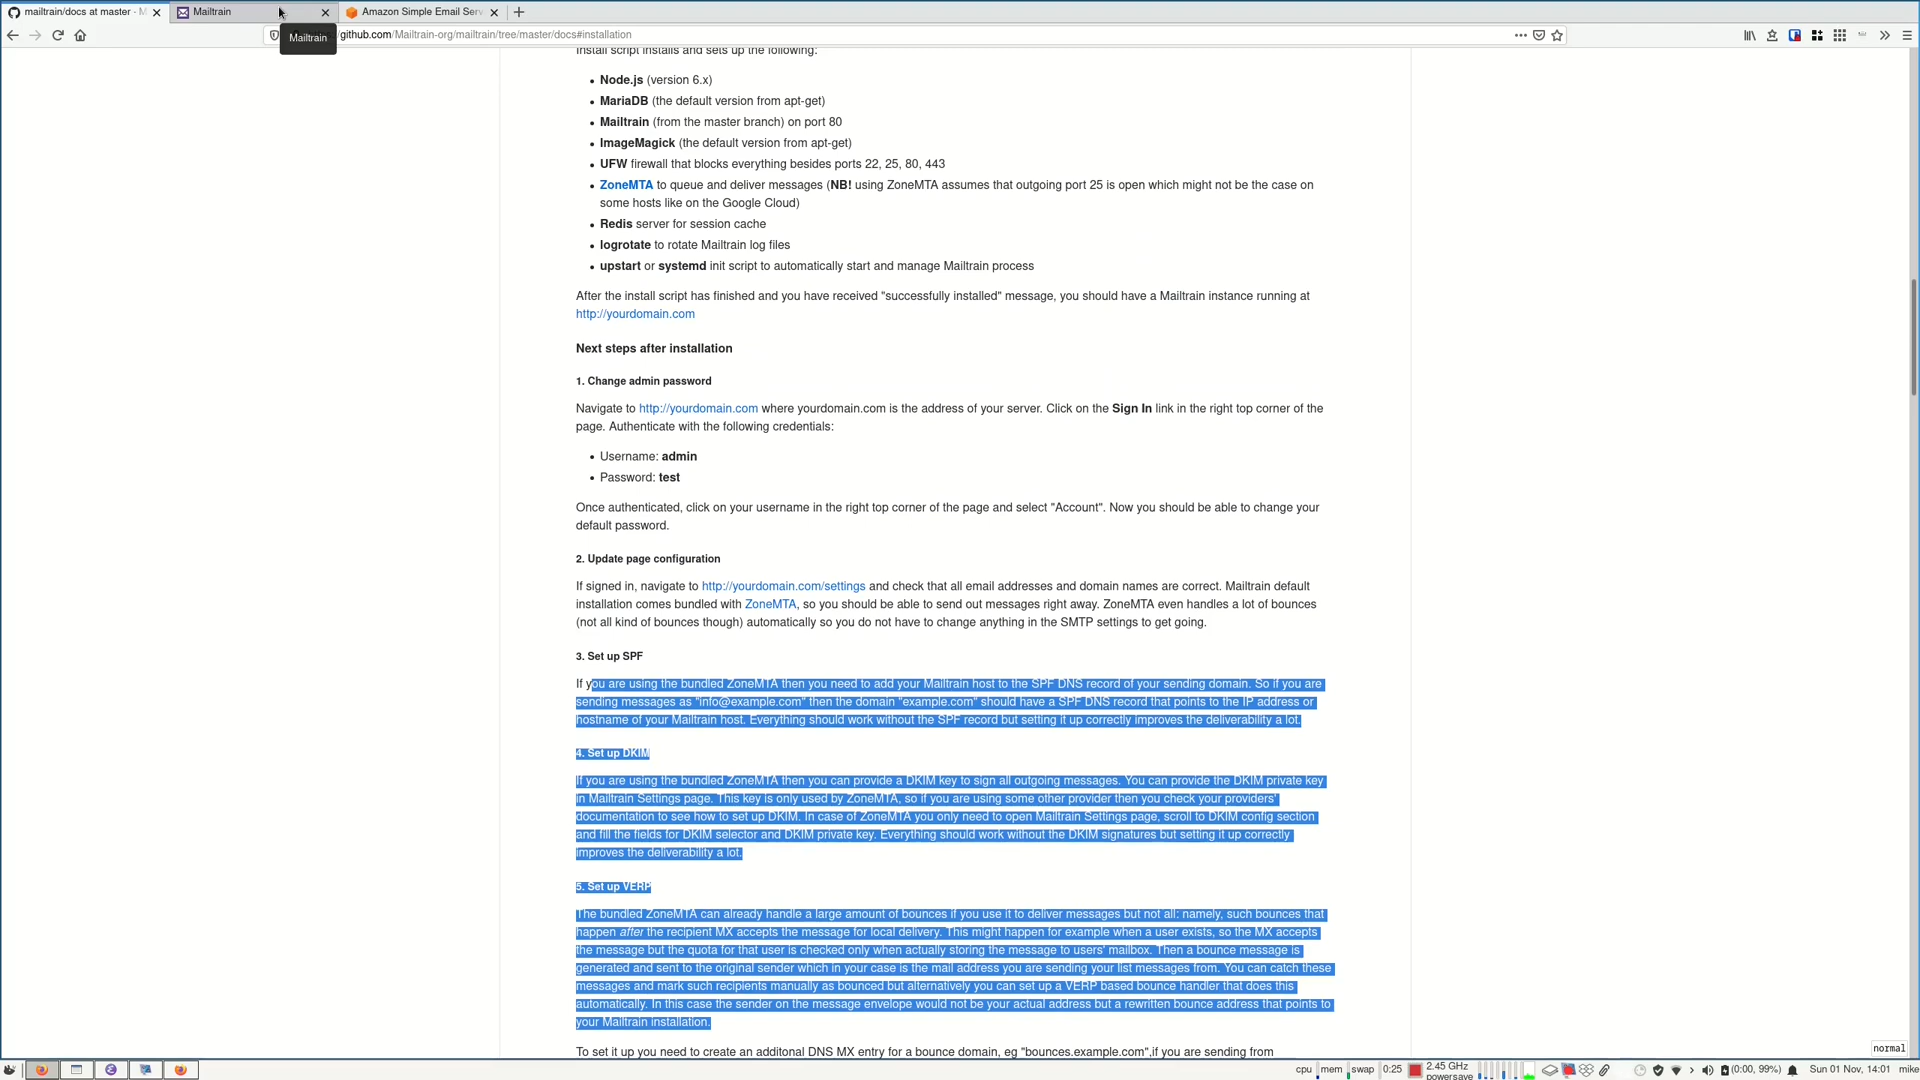 mailtrain/docs at master · M
Mailtrain
Amazon Simple Email Serv
Mailtrain
github.com/Mailtrain-org/mailtrain/tree/master/docs#installation
Install script installs and sets up the following:
Node.js (version 6.x)
MariaDB (the default version from apt-get)
Mailtrain (from the master branch) on port 80
ImageMagick (the default version from apt-get)
UFW firewall that blocks everything besides ports 22, 25, 80, 443
ZoneMTA to queue and deliver messages (NB! using ZoneMTA assumes that outgoing port 25 is open which might not be the case on
some hosts like on the Google Cloud)
Redis server for session cache
logrotate to rotate Mailtrain log files
upstart or systemd init script to automatically start and manage Mailtrain process
After the install script has finished and you have received "successfully installed" message, you should have a Mailtrain instance running at
http://yourdomain.com
Next steps after installation
1. Change admin password
Navigate to http://yourdomain.com where yourdomain.com is the address of your server. Click on the Sign In link in the right top corner of the
page. Authenticate with the following credentials:
Username: admin
Password: test
Once authenticated, click on your username in the right top corner of the page and select "Account". Now you should be able to change your
default password.
2. Update page configuration
If signed in, navigate to http://yourdomain.com/settings and check that all email addresses and domain names are correct. Mailtrain default
installation comes bundled with ZoneMTA, so you should be able to send out messages right away. ZoneMTA even handles a lot of bounces
(not all kind of bounces though) automatically so you do not have to change anything in the SMTP settings to get going.
3. Set up SPF
If you are using the bundled ZoneMTA then you need to add your Mailtrain host to the SPF DNS record of your sending domain. So if you are
sending messages as "info@example.com" then the domain "example.com" should have a SPF DNS record that points to the IP address or
hostname of your Mailtrain host. Everything should work without the SPF record but setting it up correctly improves the deliverability a lot.
4. Set up DKIM
If you are using the bundled ZoneMTA then you can provide a DKIM key to sign all outgoing messages. You can provide the DKIM private key
in Mailtrain Settings page. This key is only used by ZoneMTA, so if you are using some other provider then you check your providers'
documentation to see how to set up DKIM. In case of ZoneMTA you only need to open Mailtrain Settings page, scroll to DKIM config section
and fill the fields for DKIM selector and DKIM private key. Everything should work without the DKIM signatures but setting it up correctly
improves the deliverability a lot.
5. Set up VERP
The bundled ZoneMTA can already handle a large amount of bounces if you use it to deliver messages but not all: namely, such bounces that
happen after the recipient MX accepts the message for local delivery. This might happen for example when a user exists, so the MX accepts
the message but the quota for that user is checked only when actually storing the message to users' mailbox. Then a bounce message is
generated and sent to the original sender which in your case is the mail address you are sending your list messages from. You can catch these
messages and mark such recipients manually as bounced but alternatively you can set up a VERP based bounce handler that does this
automatically. In this case the sender on the message envelope would not be your actual address but a rewritten bounce address that points to
your Mailtrain installation.
To set it up you need to create an additonal DNS MX entry for a bounce domain, eg "bounces.example.com",if you are sending from
normal
cpu mem swap 0:25 2.45 GHz
powersave
(0:00, 99%) Sun 01 Nov, 14:01 mike